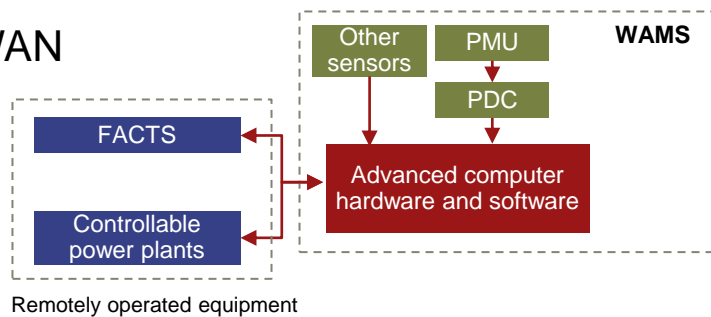 WAN
Other
sensors
PMU
WAMS
PDC
FACTS
Advanced computer
hardware and software
Controllable
power plants
Remotely operated equipment